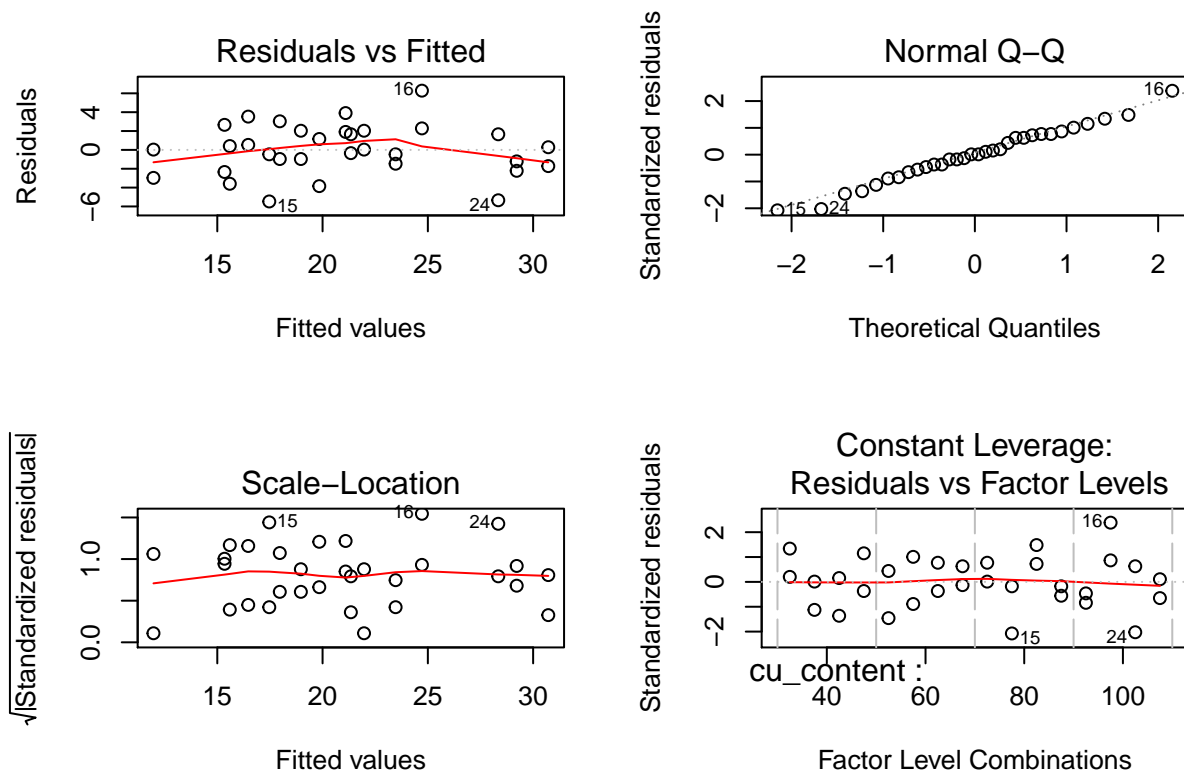 Residuals vs Fitted
Residuals
4
0
−6
16
15
24
15
20
25
30
Fitted values
Normal Q−Q
Standardized residuals
2
0
−2
16
15
24
−2
−1
0
1
2
Theoretical Quantiles
Scale−Location
√|Standardized residuals|
1.0
0.0
15
16
24
15
20
25
30
Fitted values
Constant Leverage:
Residuals vs Factor Levels
Standardized residuals
2
0
−2
16
15
24
cu_content :
40
60
80
100
Factor Level Combinations